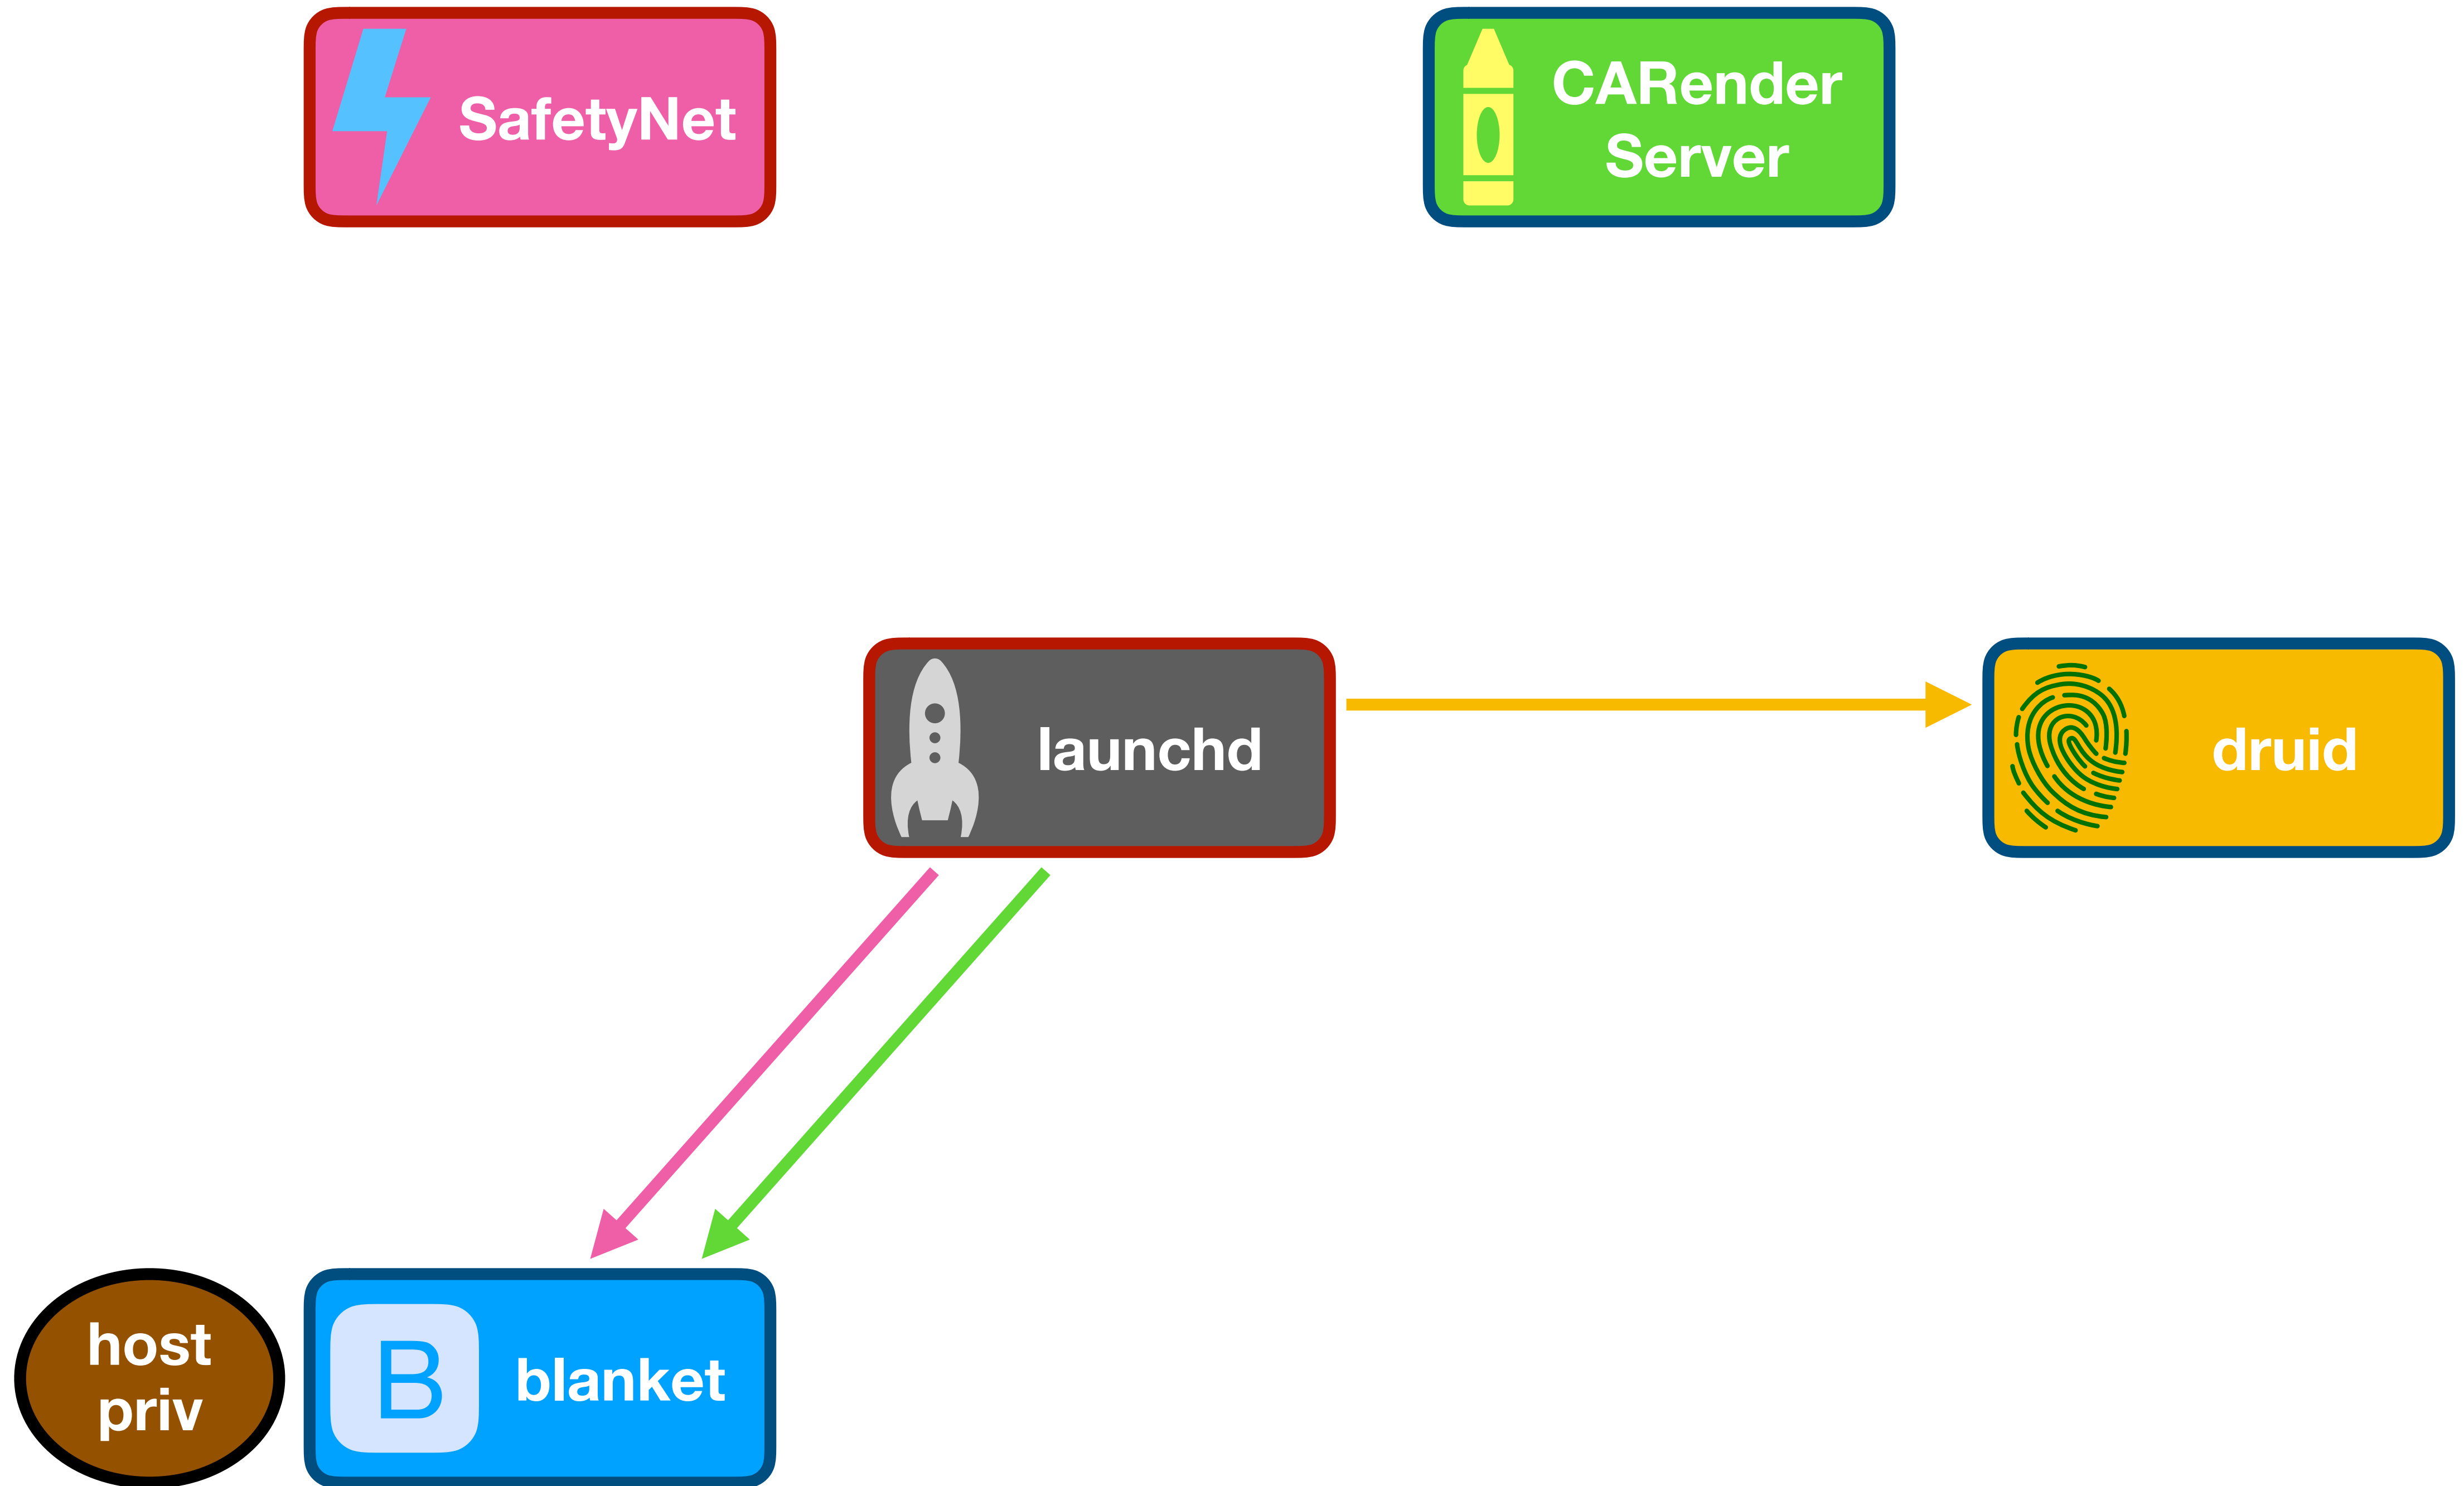 SafetyNet
CARender
Server
launchd
druid
host
priv
B
blanket